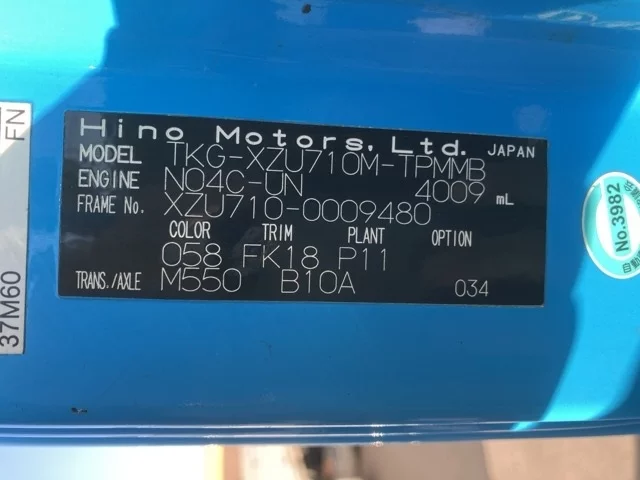 Hino Motors, Ltd. JAPAN
MODEL TKG-XZU710M-TPMMB
ENGINE N04C-UN 4009 mL
FRAME No. XZU710-0009480
COLOR TRIM PLANT OPTION
058 FK18 P11
TRANS./AXLE M550 B10A 034
FN
37M60
No.3982